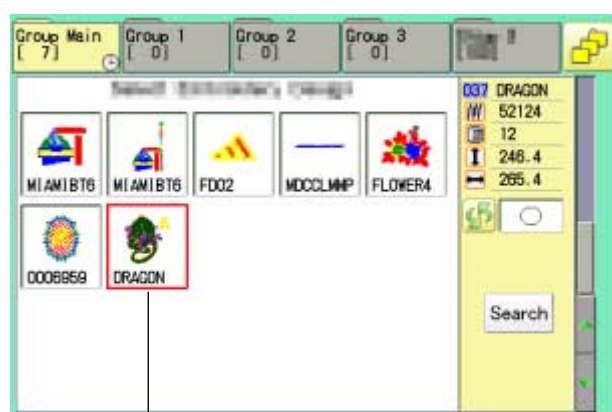 Group Main
[ 7]
Group 1
[ 0]
Group 2
[ 0]
Group 3
[ 0]
037 DRAGON
52124
12
246.4
265.4
MIAMIBT6
MIAMIBT6
FD02
FLOWER4
0006959
DRAGON
Search